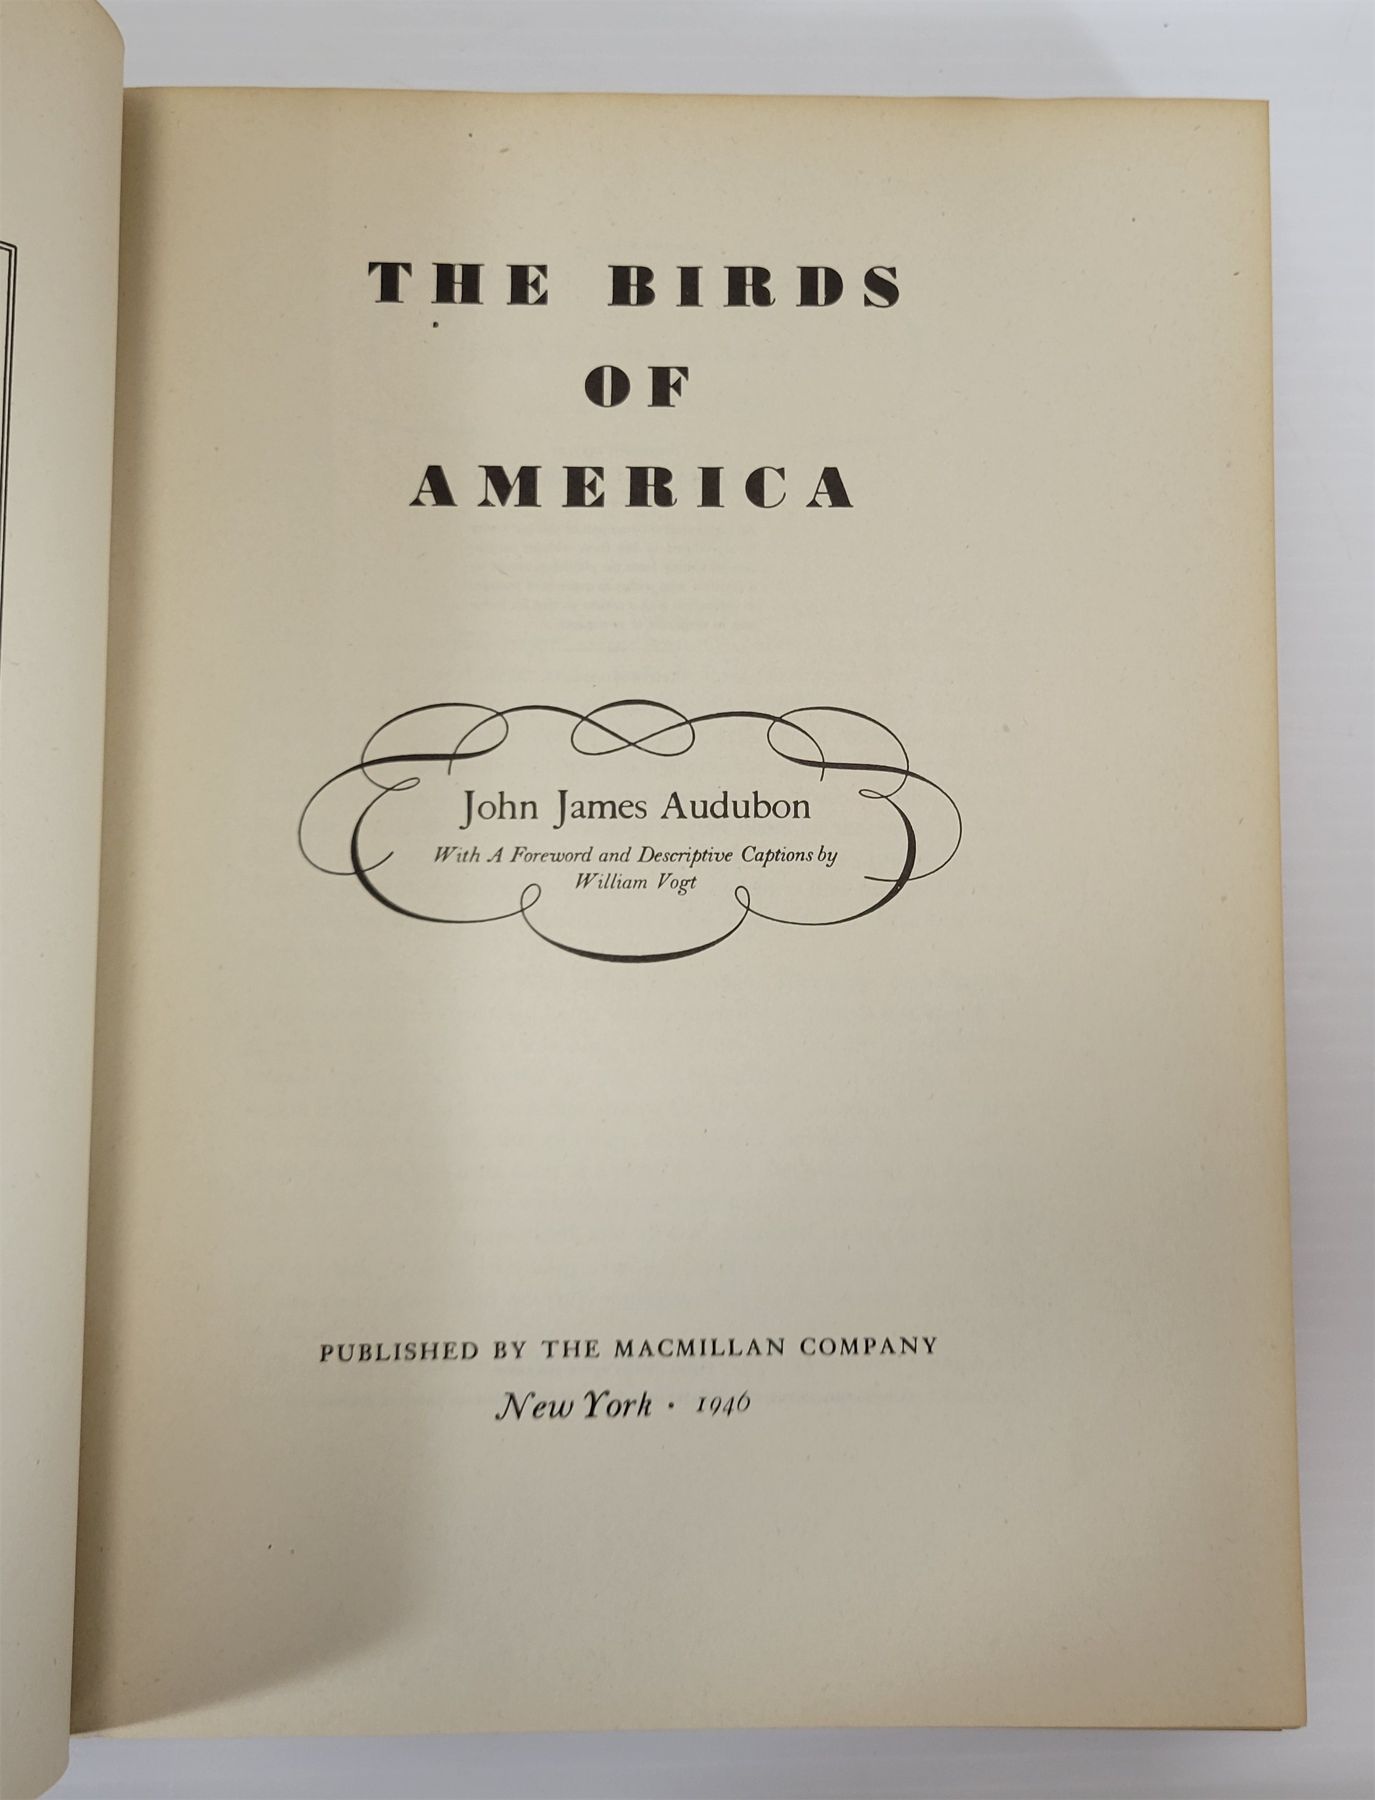 THE BIRDS
OF
AMERICA
John James Audubon
With A Foreword and Descriptive Captions by
William Vogt
PUBLISHED BY THE MACMILLAN COMPANY
New York · 1946